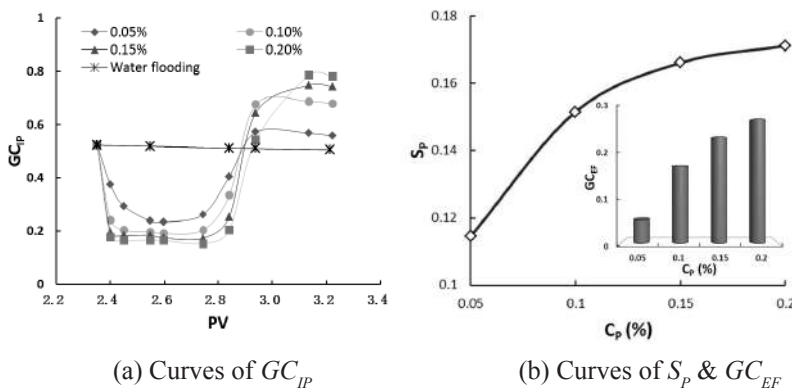 0.05% 0.10%
0.15% 0.20%
Water flooding
1
0.8
0.6
0.4
0.2
0
GC_IP
2.2 2.4 2.6 2.8 3.0 3.2 3.4
PV
(a) Curves of GC_IP
0.2
0.18
0.16
0.14
0.12
0.1
S_P
0.05 0.1 0.15 0.2
C_P (%)
0.3
0.2
0.1
0
GC_EF
0.05 0.1 0.15 0.2
C_P (%)
(b) Curves of S_P & GC_EF